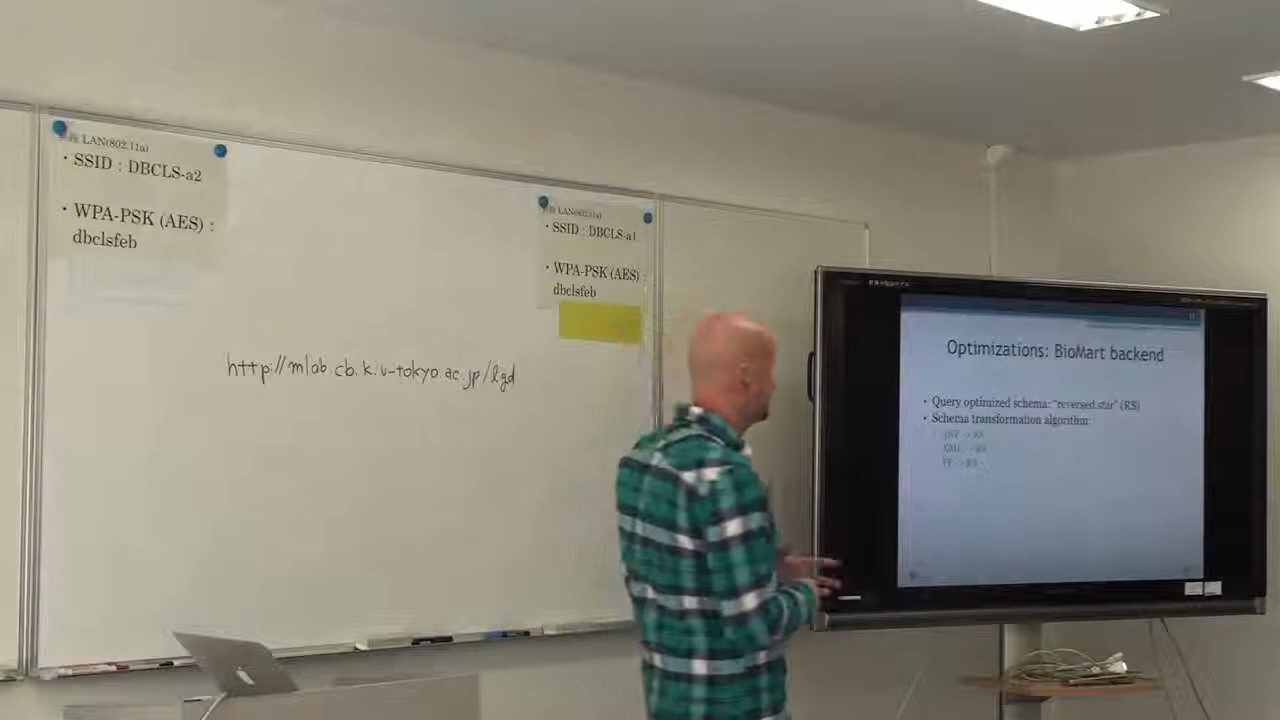 LAN(802.11a)
・SSID : DBCLS-a2
・WPA-PSK (AES) :
dbclsfeb
LAN(802.11a)
・SSID : DBCLS-a1
・WPA-PSK (AES) :
dbclsfeb
http://mlab.cb.k.u-tokyo.ac.jp/lgd
Optimizations: BioMart backend
• Query optimized schema: "reversed star" (RS)
• Schema transformation algorithm: